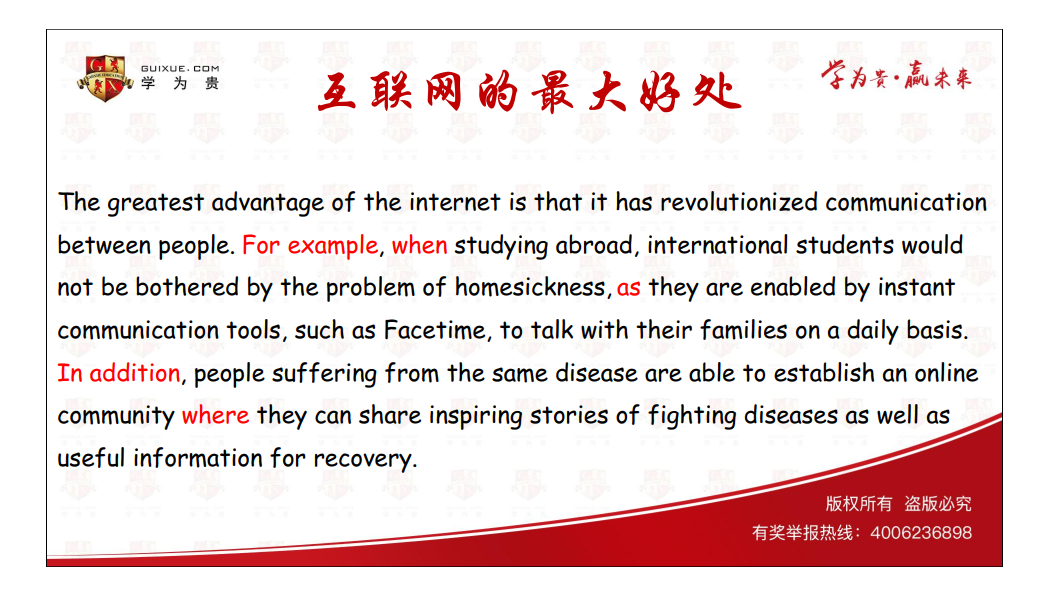 GUIXUE.COM
学为贵
互联网的最大好处
学为贵·赢未来
The greatest advantage of the internet is that it has revolutionized communication
between people. For example, when studying abroad, international students would
not be bothered by the problem of homesickness, as they are enabled by instant
communication tools, such as Facetime, to talk with their families on a daily basis.
In addition, people suffering from the same disease are able to establish an online
community where they can share inspiring stories of fighting diseases as well as
useful information for recovery.
版权所有 盗版必究
有奖举报热线：4006236898